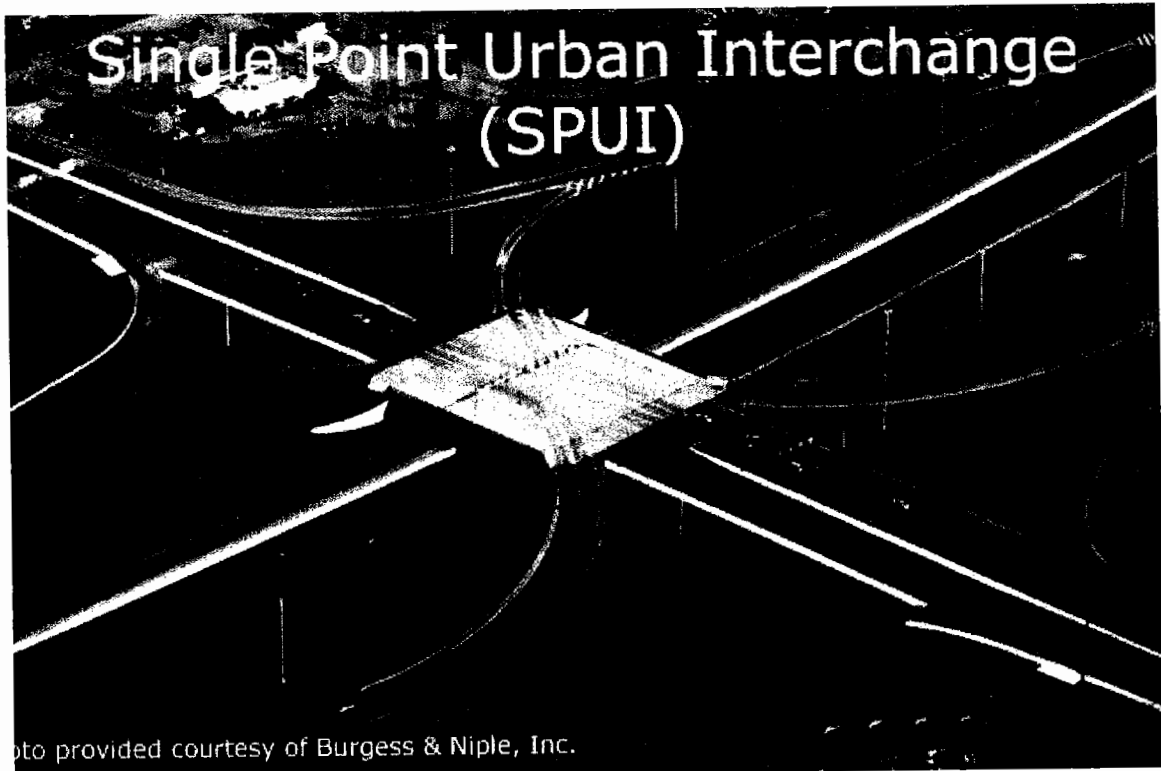 Single Point Urban Interchange
(SPUI)
oto provided courtesy of Burgess & Niple, Inc.